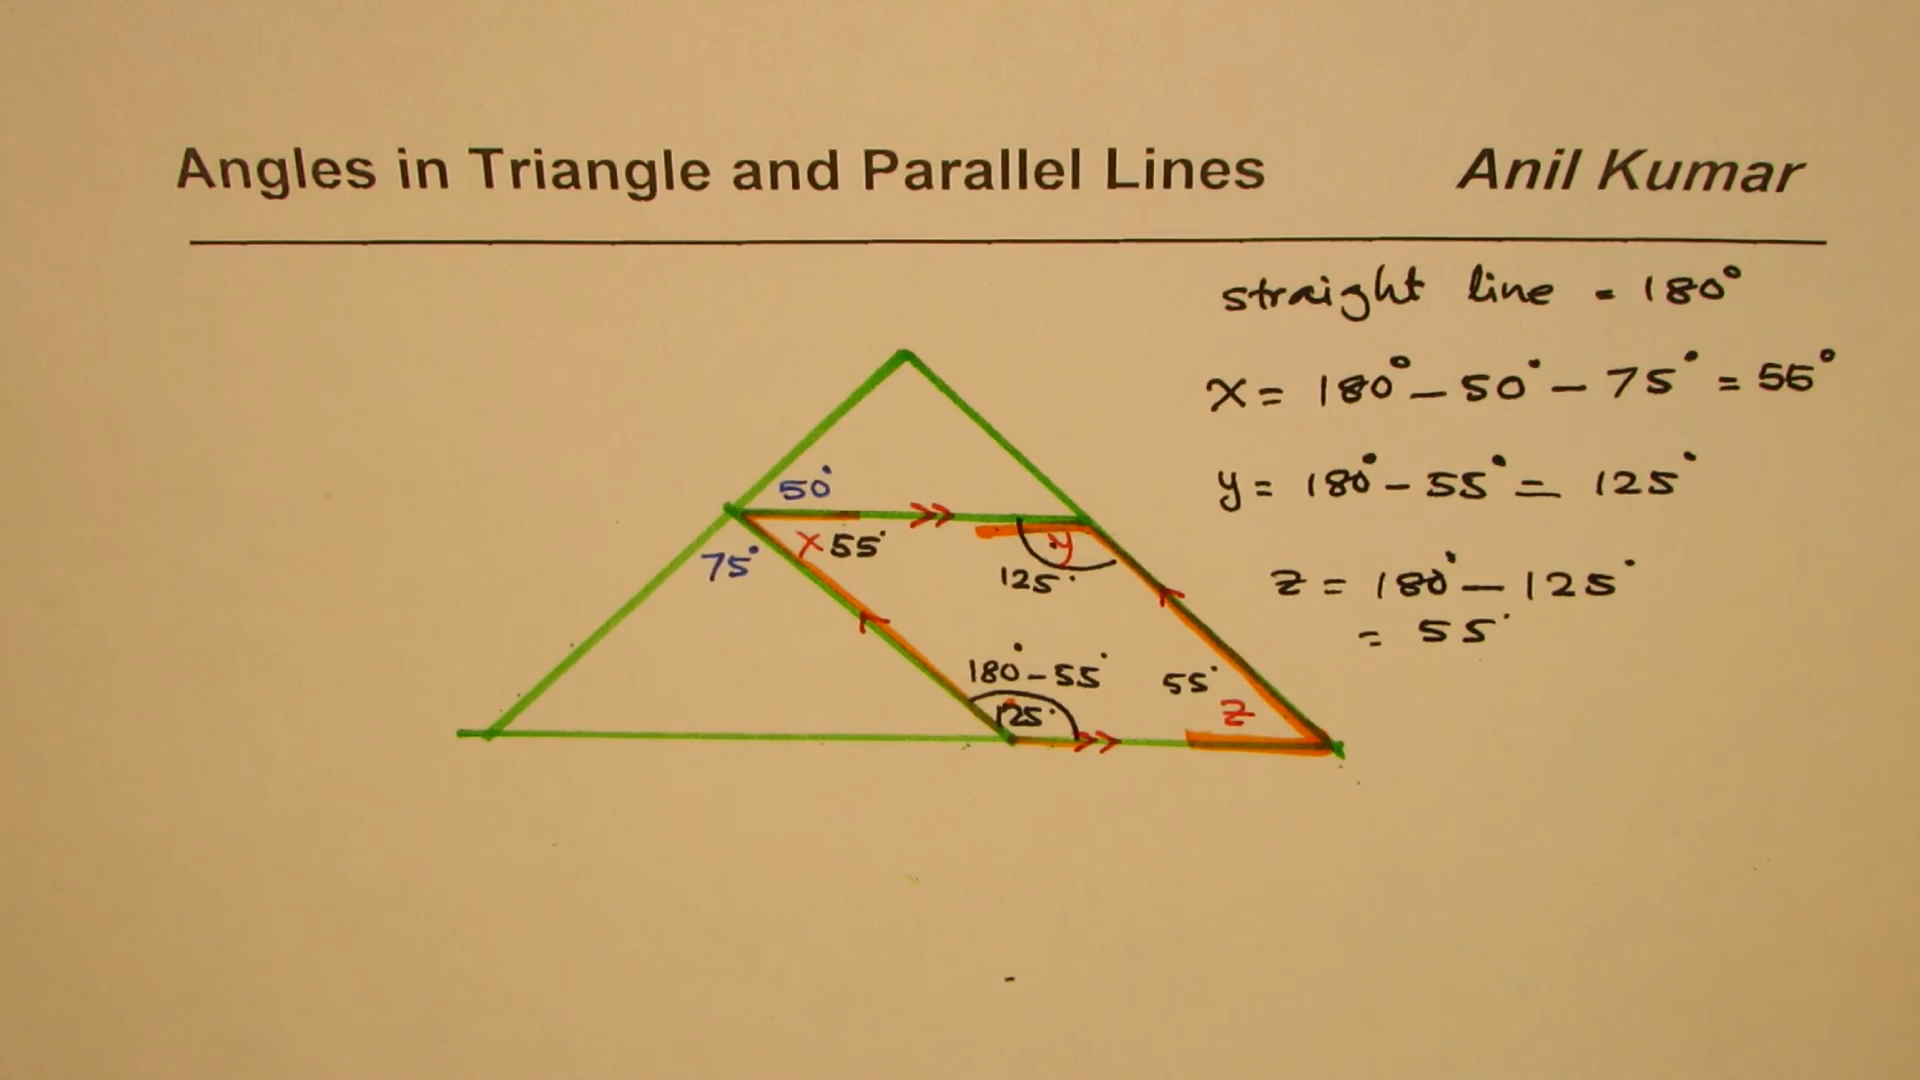 Angles in Triangle and Parallel Lines Anil Kumar
straight line = 180°
x = 180° - 50° - 75° = 55°
y = 180° - 55° = 125°
z = 180° - 125°
= 55°
50°
75° x 55° y
125°
180° - 55° 55°
125° z